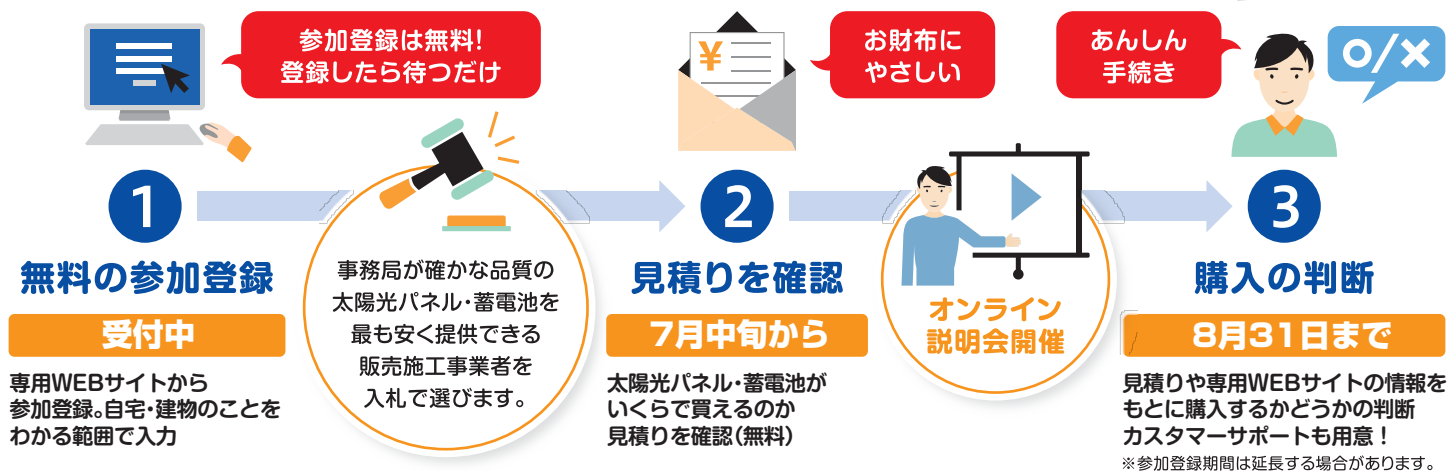 参加登録は無料!
登録したら待つだけ
1
無料の参加登録
受付中
専用WEBサイトから
参加登録。自宅・建物のことを
わかる範囲で入力
事務局が確かな品質の
太陽光パネル・蓄電池を
最も安く提供できる
販売施工事業者を
入札で選びます。
¥
お財布に
やさしい
2
見積りを確認
7月中旬から
太陽光パネル・蓄電池が
いくらで買えるのか
見積りを確認(無料)
オンライン
説明会開催
あんしん
手続き
○/×
3
購入の判断
8月31日まで
見積りや専用WEBサイトの情報を
もとに購入するかどうかの判断
カスタマーサポートも用意!
※参加登録期間は延長する場合があります。